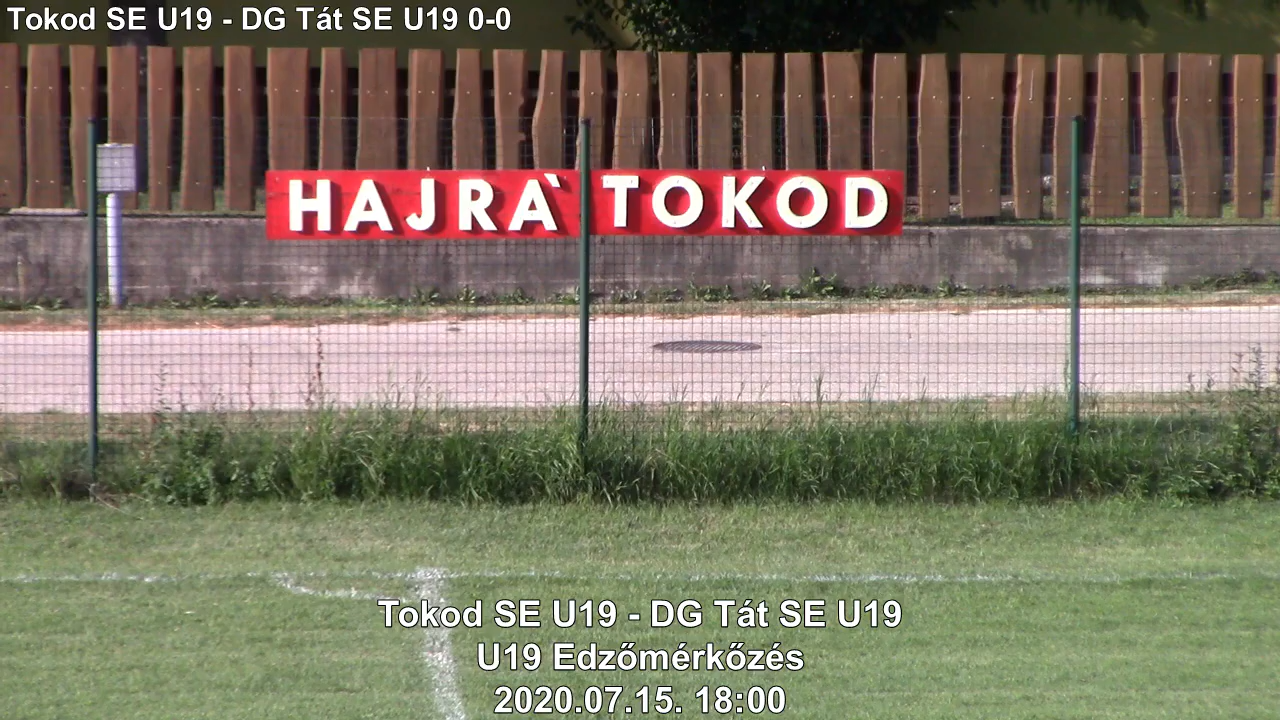 Tokod SE U19 - DG Tát SE U19 0-0
HAJRÀ TOKOD
Tokod SE U19 - DG Tát SE U19
U19 Edzőmérkőzés
2020.07.15. 18:00